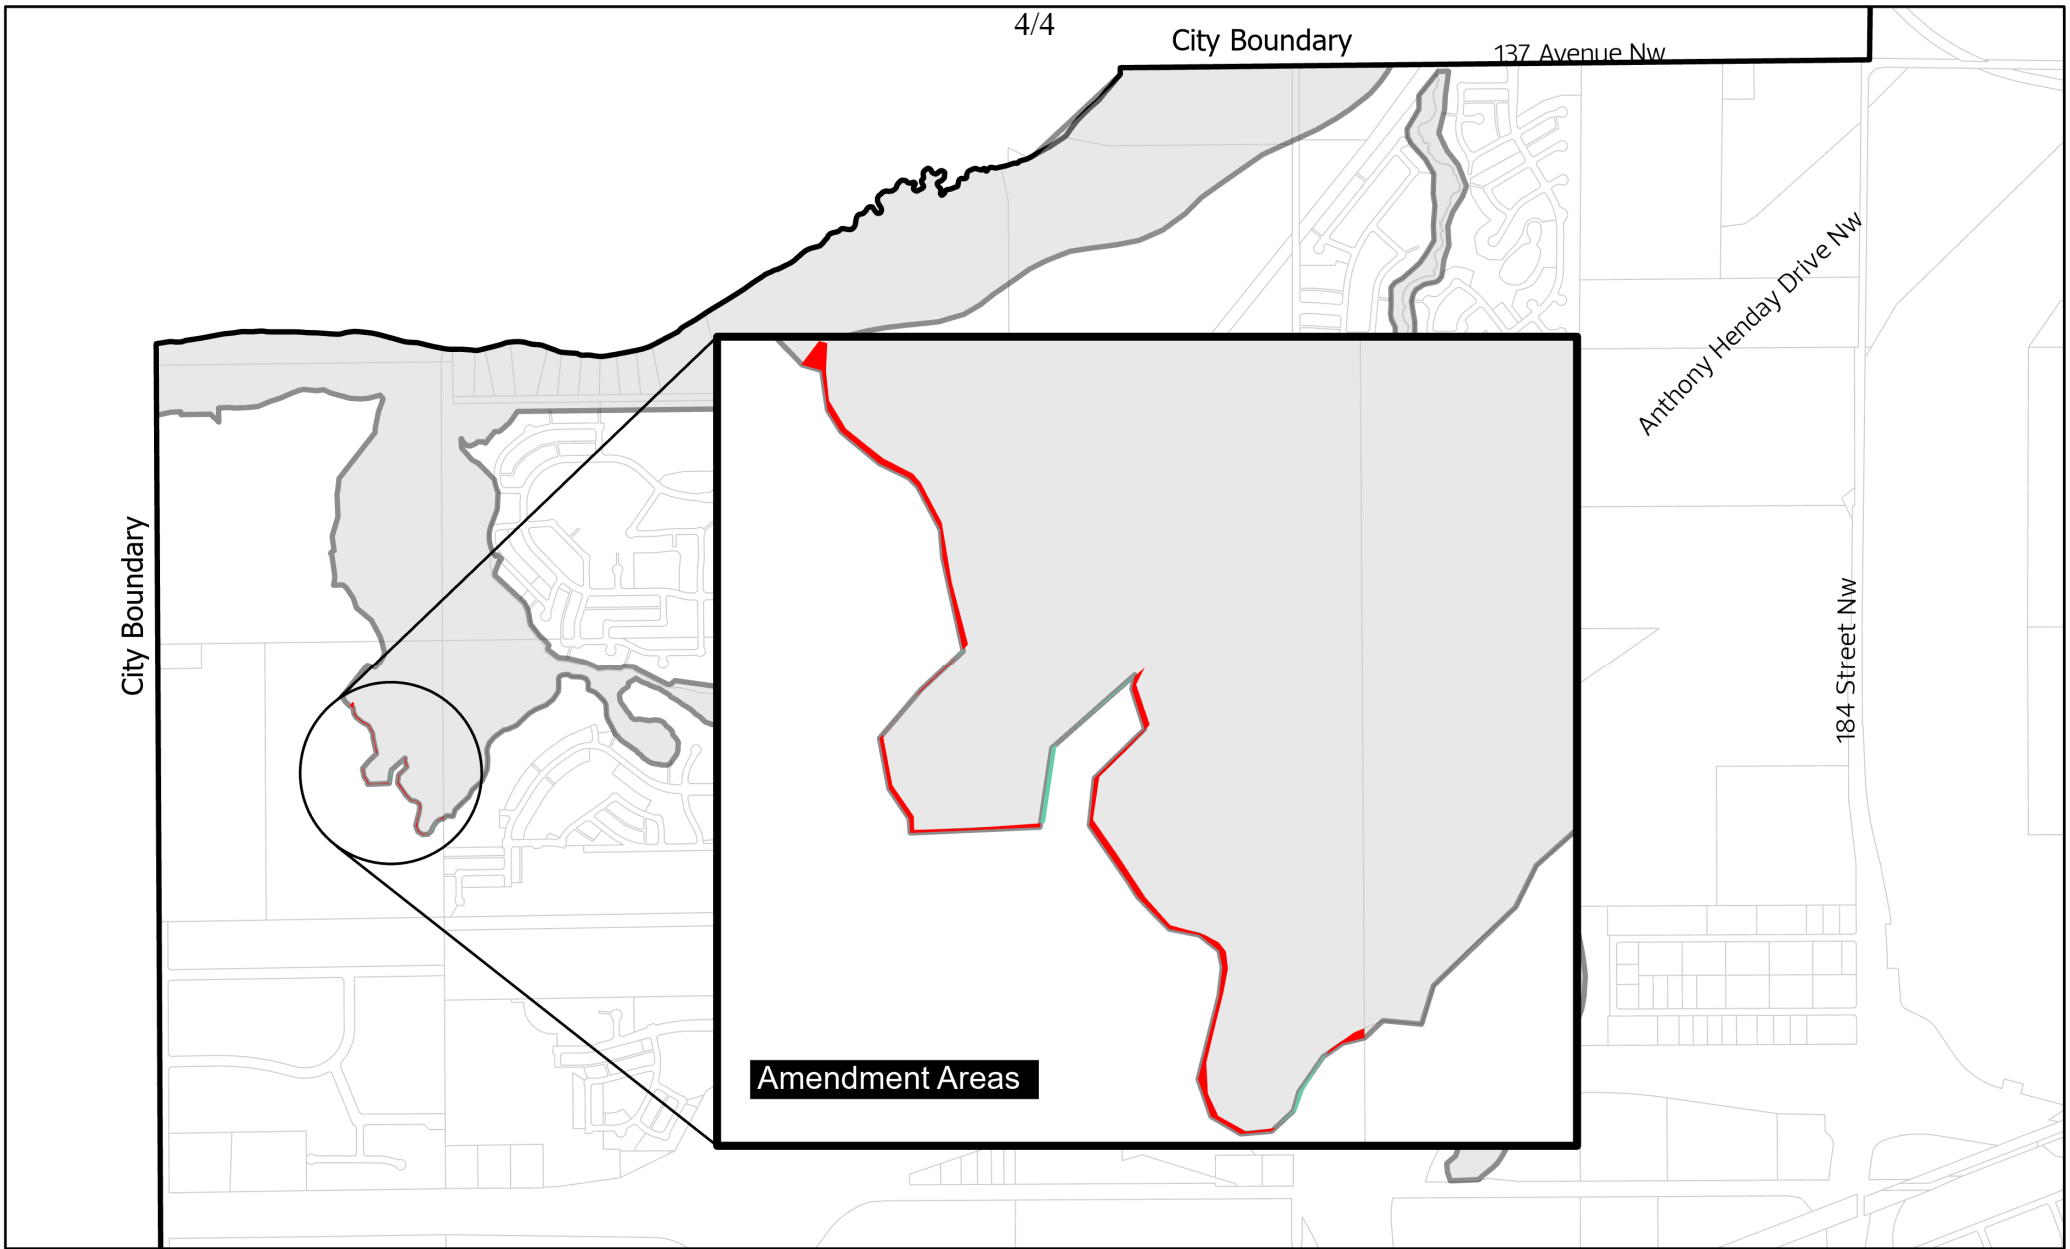 4/4
City Boundary
137 Avenue Nw
Anthony Henday Drive Nw
City Boundary
184 Street Nw
Amendment Areas